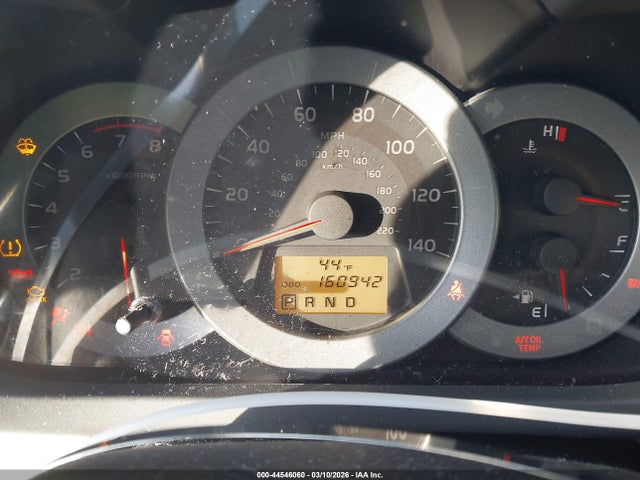 1 2 3 4 5 6 7 8
x1000RPM
20 40 60 80 100 120 140
MPH
20 40 60 80 100 120 140 160 180 200 220
km/h
44°F
ODO 160942
P R N D
H C
F E
A/T OIL
TEMP
000-44546060 - 03/10/2026 - IAA Inc.